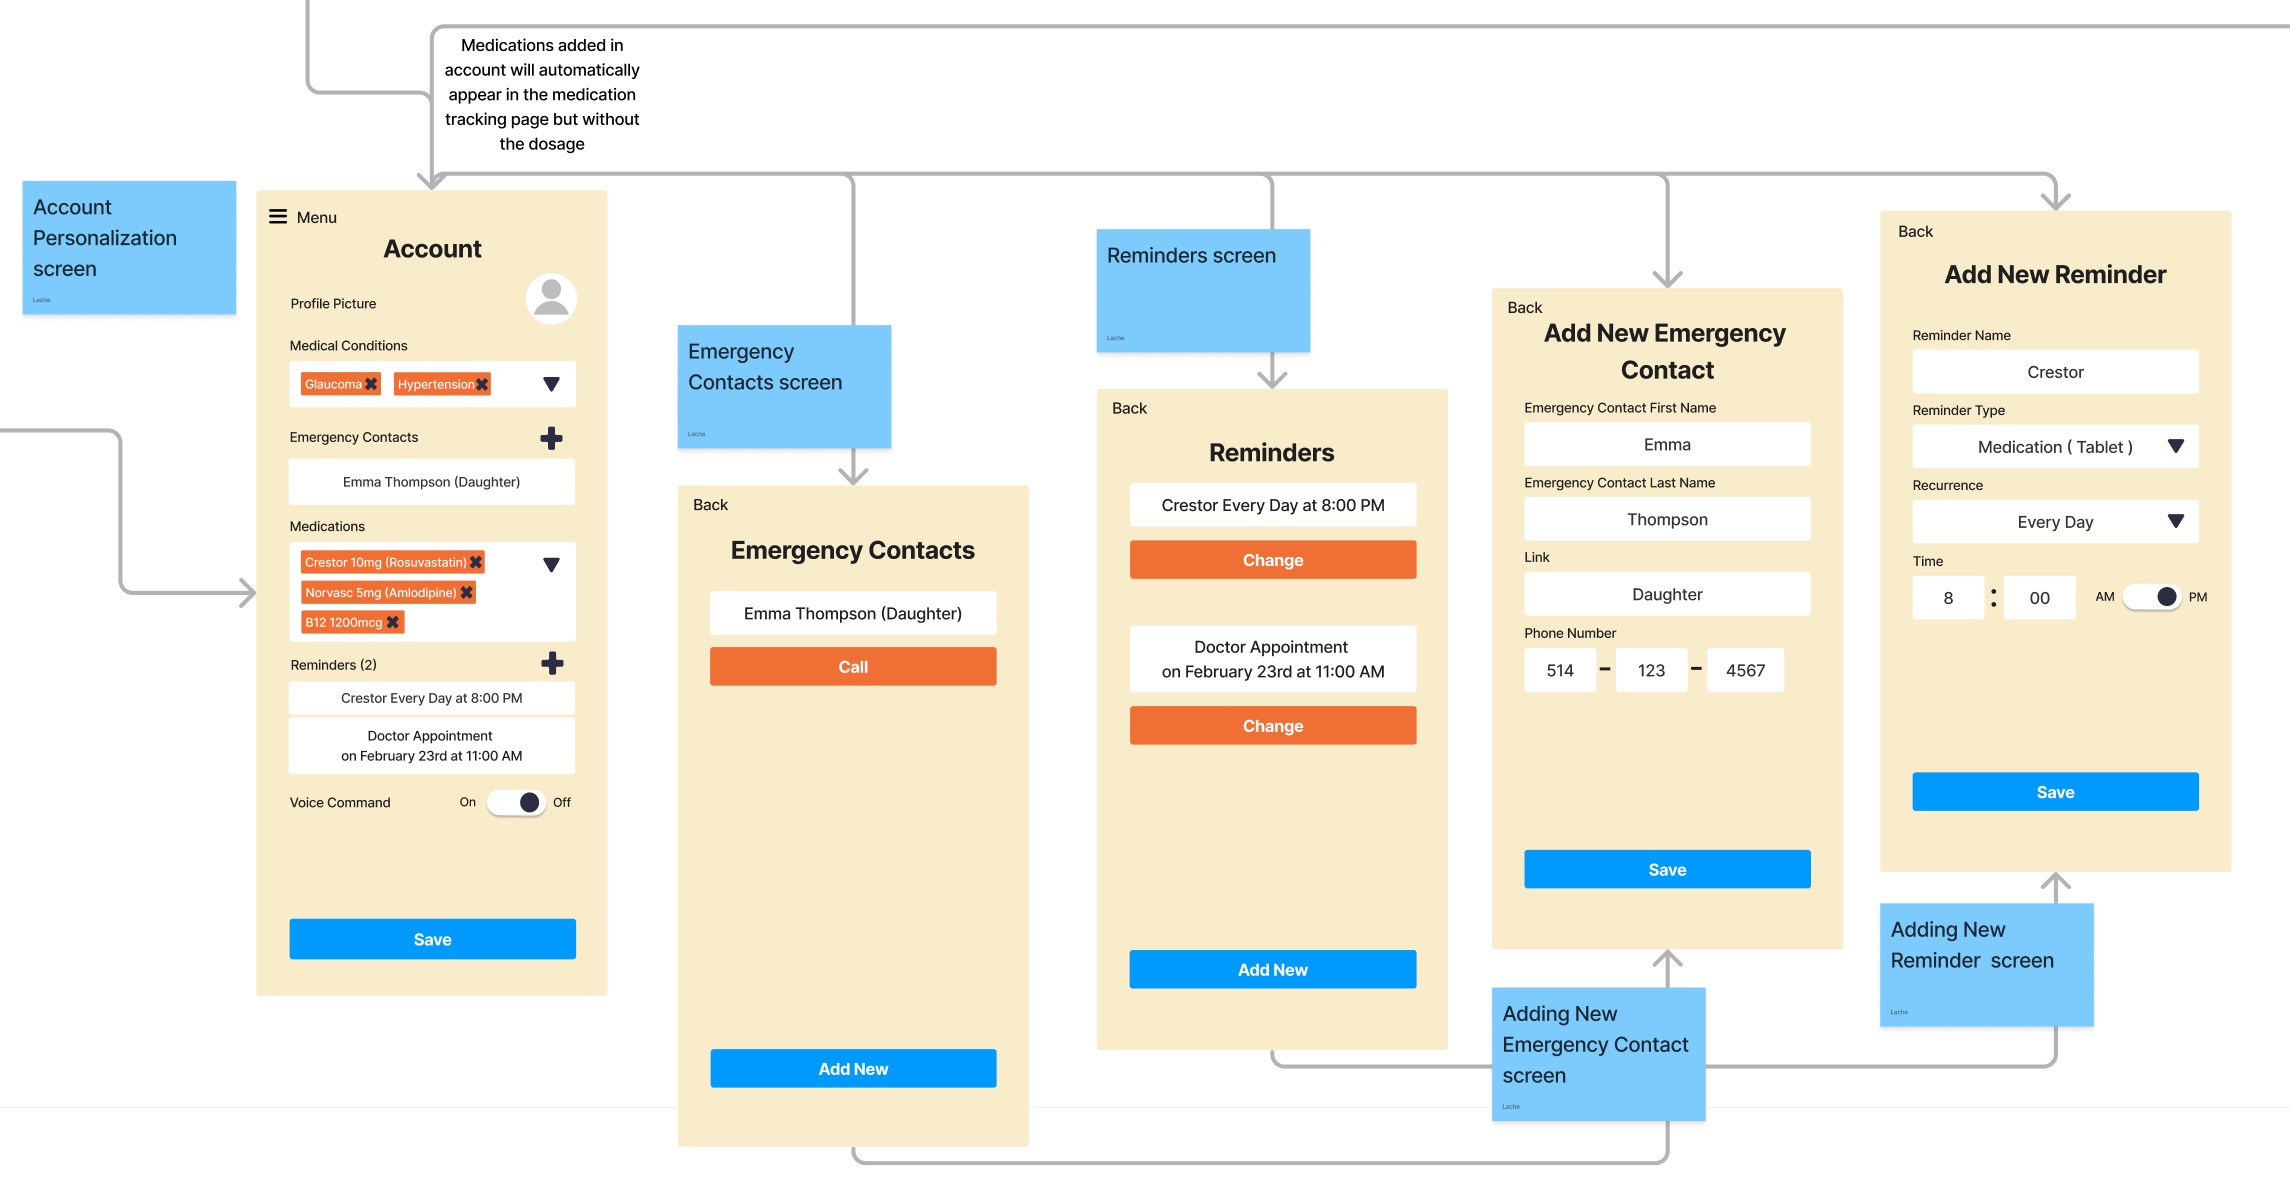 Medications added in
account will automatically
appear in the medication
tracking page but without
the dosage
Account
Personalization
screen
Lache
Menu
Account
Profile Picture
Medical Conditions
Glaucoma
Hypertension
Emergency Contacts
Emma Thompson (Daughter)
Medications
Crestor 10mg (Rosuvastatin)
Norvasc 5mg (Amlodipine)
B12 1200mcg
Reminders (2)
Crestor Every Day at 8:00 PM
Doctor Appointment
on February 23rd at 11:00 AM
Voice Command
On
Off
Save
Emergency
Contacts screen
Lache
Back
Emergency Contacts
Emma Thompson (Daughter)
Call
Add New
Reminders screen
Lache
Back
Reminders
Crestor Every Day at 8:00 PM
Change
Doctor Appointment
on February 23rd at 11:00 AM
Change
Add New
Back
Add New Emergency
Contact
Emergency Contact First Name
Emma
Emergency Contact Last Name
Thompson
Link
Daughter
Phone Number
514 - 123 - 4567
Save
Adding New
Emergency Contact
screen
Lache
Back
Add New Reminder
Reminder Name
Crestor
Reminder Type
Medication ( Tablet )
Recurrence
Every Day
Time
8 : 00 AM PM
Save
Adding New
Reminder screen
Lache